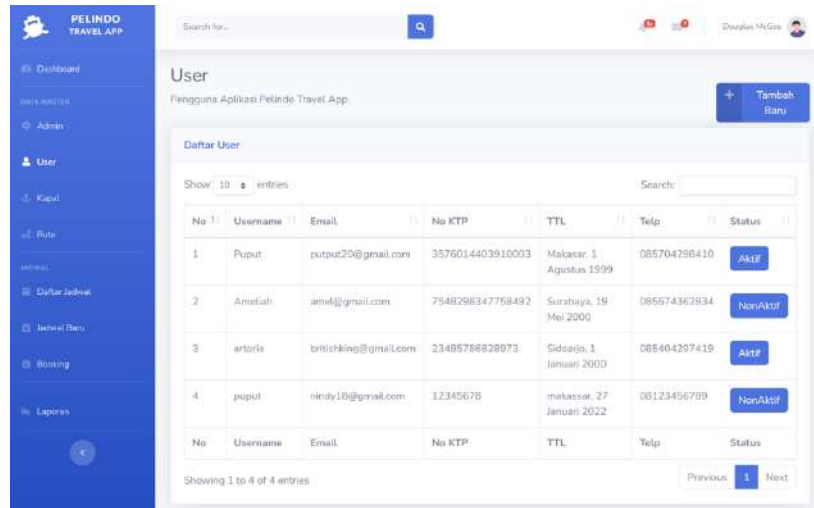 PELINDO
TRAVEL APP
Search for...
Douglas McGee
Dashboard
DATA MASTER
Admin
User
Kapal
Rute
Daftar Jadwal
Jadwal Baru
Booking
Laporan
User
Pengguna Aplikasi Pelindo Travel App.
+ Tambah
Baru
Daftar User
Show 10 entries
Search:
No Username Email No KTP TTL Telp Status
1 Puput putput20@gmail.com 3576014403910003 Makasar, 1 Agustus 1999 085704298410 Aktif
2 Ameliah amel@gmail.com 7548298347758492 Surabaya, 19 Mei 2000 085674362834 NonAktif
3 artoria britishking@gmail.com 23485786828973 Sidoarjo, 1 Januari 2000 085404297419 Aktif
4 puput nindy18@gmail.com 12345678 makassar, 27 Januari 2022 08123456789 NonAktif
No Username Email No KTP TTL Telp Status
Showing 1 to 4 of 4 entries
Previous 1 Next